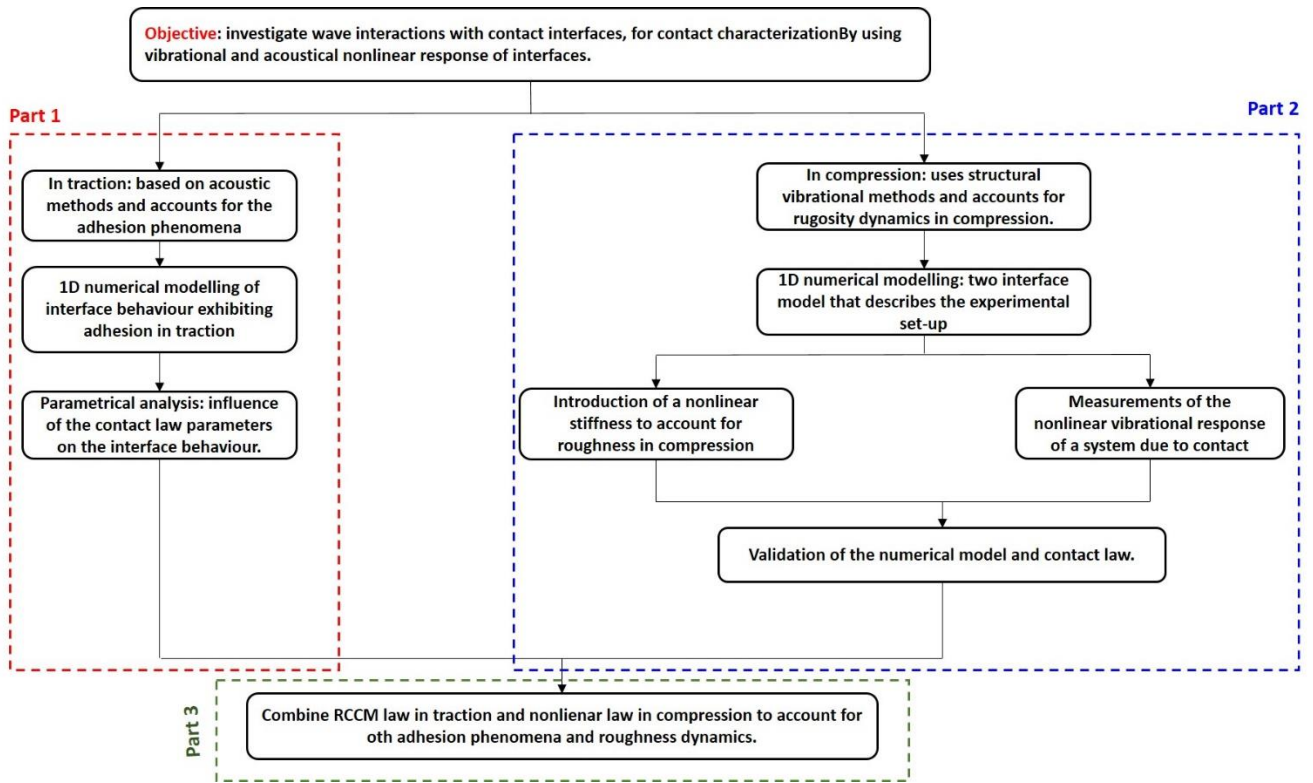 Objective: investigate wave interactions with contact interfaces, for contact characterizationBy using
vibrational and acoustical nonlinear response of interfaces.
Part 1
In traction: based on acoustic
methods and accounts for the
adhesion phenomena
1D numerical modelling of
interface behaviour exhibiting
adhesion in traction
Parametrical analysis: influence
of the contact law parameters
on the interface behaviour.
Part 2
In compression: uses structural
vibrational methods and accounts for
rugosity dynamics in compression.
1D numerical modelling: two interface
model that describes the experimental
set-up
Introduction of a nonlinear
stiffness to account for
roughness in compression
Measurements of the
nonlinear vibrational response
of a system due to contact
Validation of the numerical model and contact law.
Part 3
Combine RCCM law in traction and nonlienar law in compression to account for
oth adhesion phenomena and roughness dynamics.